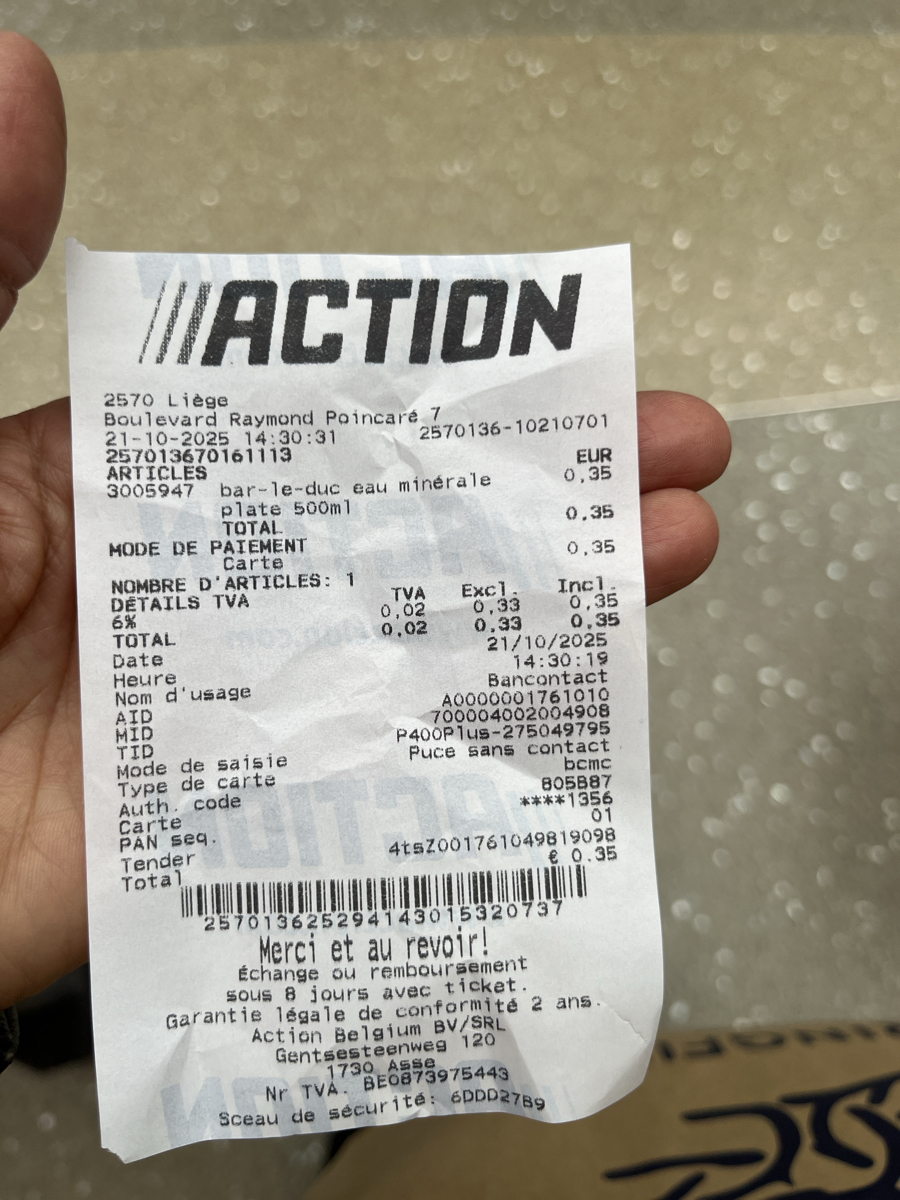 ACTION
2570 Liège
Boulevard Raymond Poincaré 7
21-10-2025 14:30:31 2570136-10210701
257013670161113
ARTICLES EUR
3005947 bar-le-duc eau minérale 0,35
plate 500ml
TOTAL 0,35
MODE DE PAIEMENT
Carte 0,35
NOMBRE D'ARTICLES: 1
DÉTAILS TVA TVA Excl. Incl.
6% 0,02 0,33 0,35
TOTAL 0,02 0,33 0,35
Date 21/10/2025
Heure 14:30:19
Nom d'usage Bancontact
AID A0000001761010
MID 700004002004908
TID P400Plus-275049795
Mode de saisie Puce sans contact
Type de carte bcmc
Auth. code 805B87
Carte ****1356
PAN seq. 01
Tender 4tsZ001761049819098
Total € 0.35
257013625294143015320737
Merci et au revoir!
Échange ou remboursement
sous 8 jours avec ticket.
Garantie légale de conformité 2 ans.
Action Belgium BV/SRL
Gentsesteenweg 120
1730 Asse
Nr TVA. BE0873975443
Sceau de sécurité: 6DDD27B9